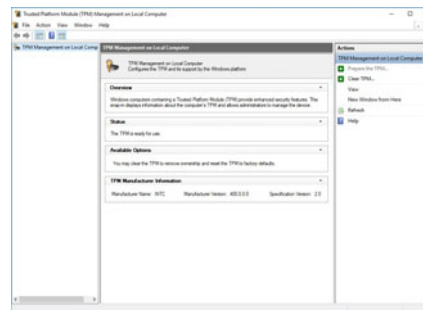 Trusted Platform Module (TPM) Management on Local Computer
File Action View Window Help
TPM Management on Local Comp
TPM Management on Local Computer
TPM Management on Local Computer
Configures the TPM and its support by the Windows platform
Overview
Windows computers containing a Trusted Platform Module (TPM) provide enhanced security features. This
snap-in displays information about the computer's TPM and allows administrators to manage the device.
Status
The TPM is ready for use.
Available Options
You may clear the TPM to remove ownership and reset the TPM to factory defaults.
TPM Manufacturer Information
Manufacturer Name: INTC Manufacturer Version: 400.0.0.0 Specification Version: 2.0
Actions
TPM Management on Local Computer
Prepare the TPM...
Clear TPM...
View
New Window from Here
Refresh
Help